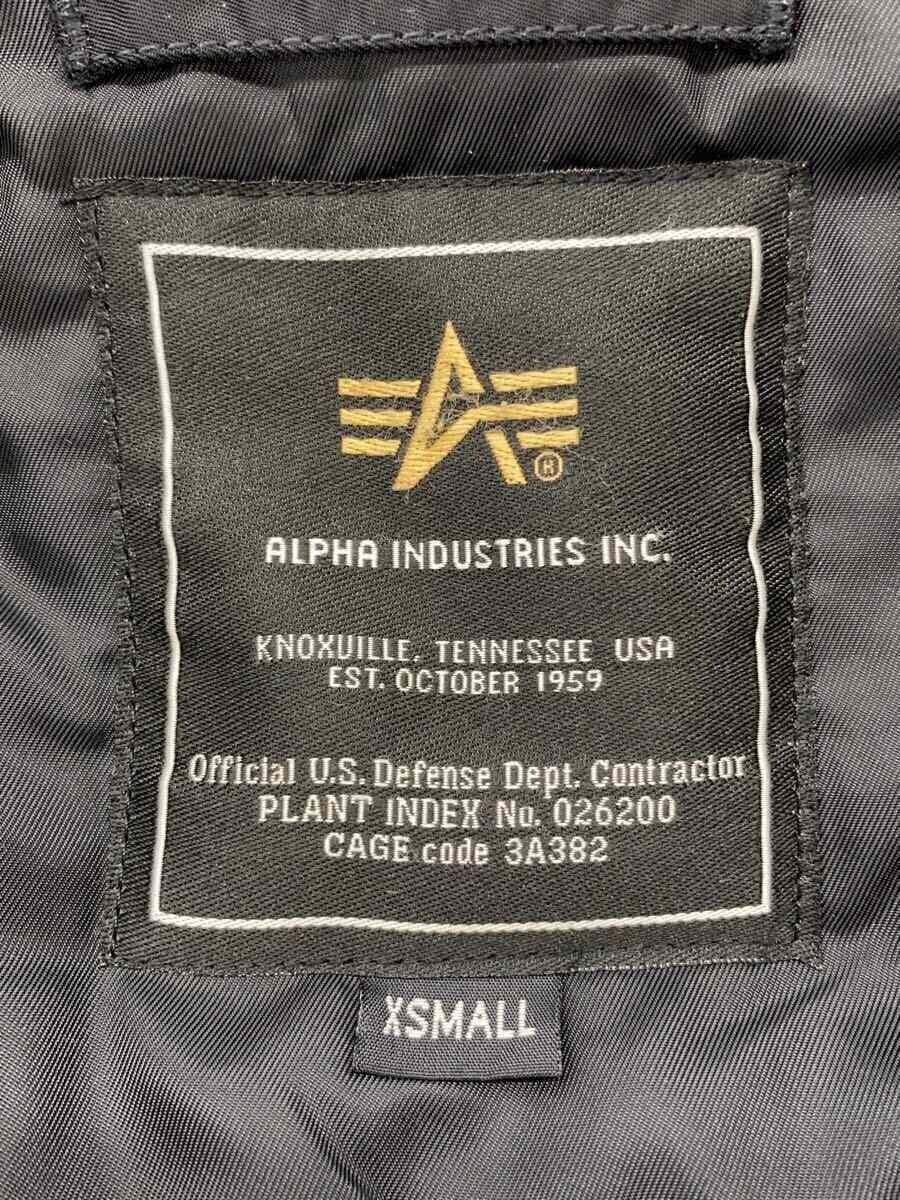 ®
ALPHA INDUSTRIES INC.
KNOXVILLE, TENNESSEE USA
EST. OCTOBER 1959
Official U.S. Defense Dept. Contractor
PLANT INDEX No. 026200
CAGE code 3A382
XSMALL